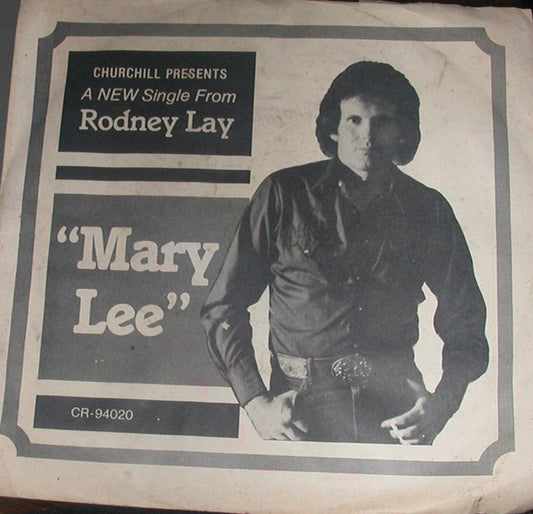 CHURCHILL PRESENTS
A NEW Single From
Rodney Lay
“Mary
Lee”
CR-94020